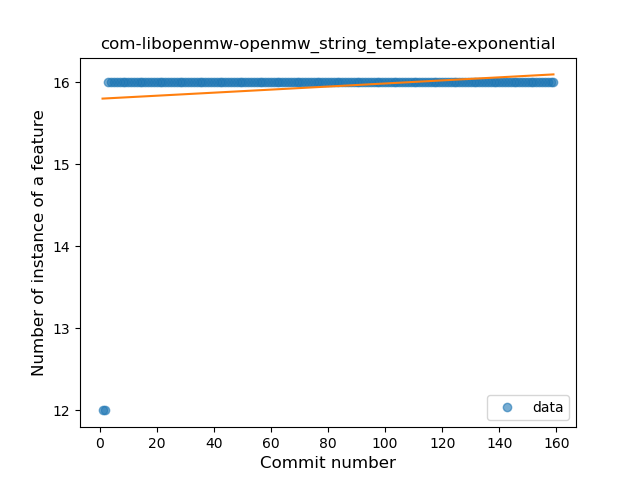 com-libopenmw-openmw_string_template-exponential
Number of instance of a feature
16
15
14
13
12
data
0 20 40 60 80 100 120 140 160
Commit number